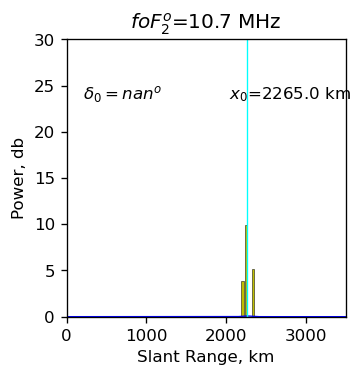 foF₂ᵒ=10.7 MHz
30
25
20
15
10
5
0
Power, db
δ₀ = nanᵒ
x₀=2265.0 km
0 1000 2000 3000
Slant Range, km